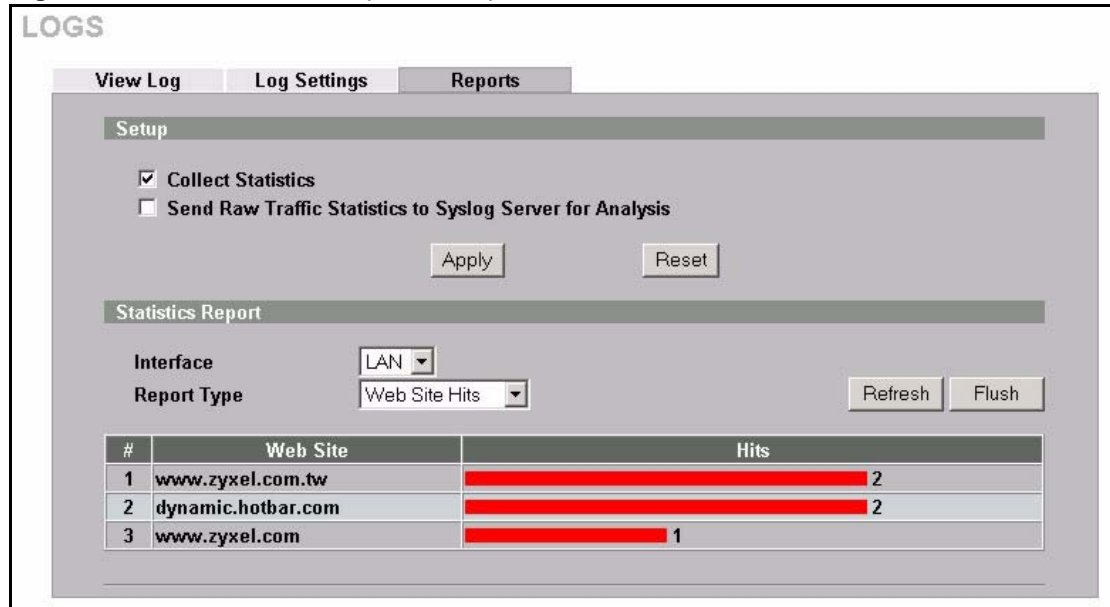 LOGS
View Log Log Settings Reports
Setup
Collect Statistics
Send Raw Traffic Statistics to Syslog Server for Analysis
Apply Reset
Statistics Report
Interface LAN
Report Type Web Site Hits Refresh Flush
# Web Site Hits
1 www.zyxel.com.tw 2
2 dynamic.hotbar.com 2
3 www.zyxel.com 1